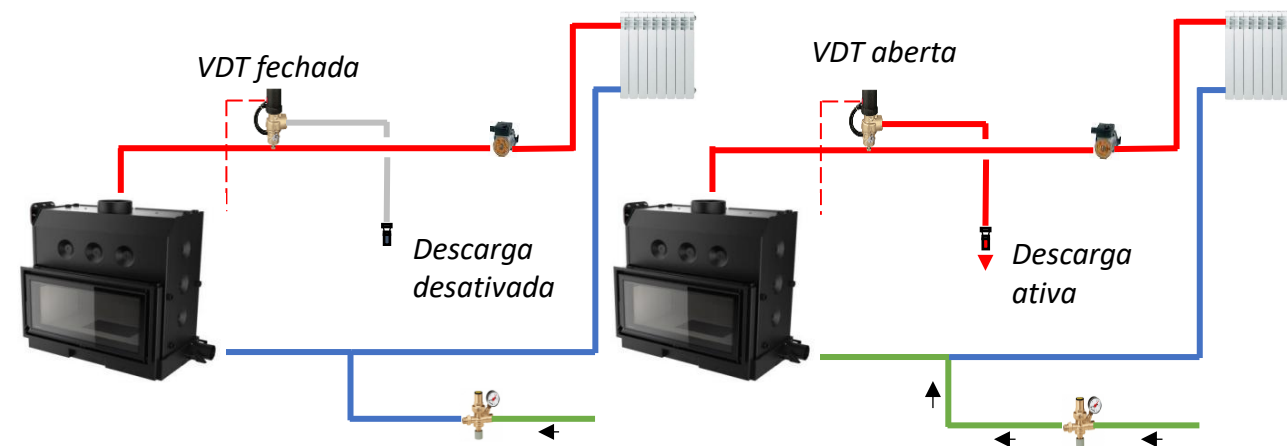 VDT fechada
Descarga
desativada
VDT aberta
Descarga
ativa